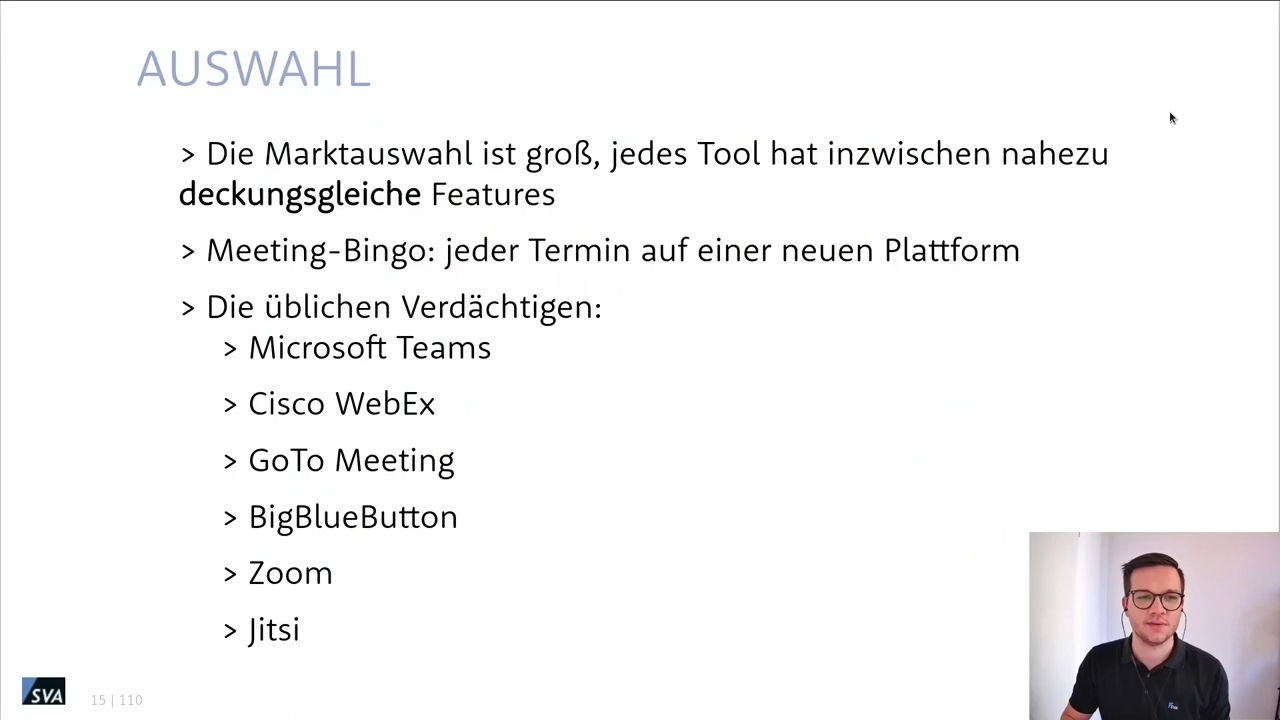 AUSWAHL
> Die Marktauswahl ist groß, jedes Tool hat inzwischen nahezu
deckungsgleiche Features
> Meeting-Bingo: jeder Termin auf einer neuen Plattform
> Die üblichen Verdächtigen:
> Microsoft Teams
> Cisco WebEx
> GoTo Meeting
> BigBlueButton
> Zoom
> Jitsi
SVA
15 | 110